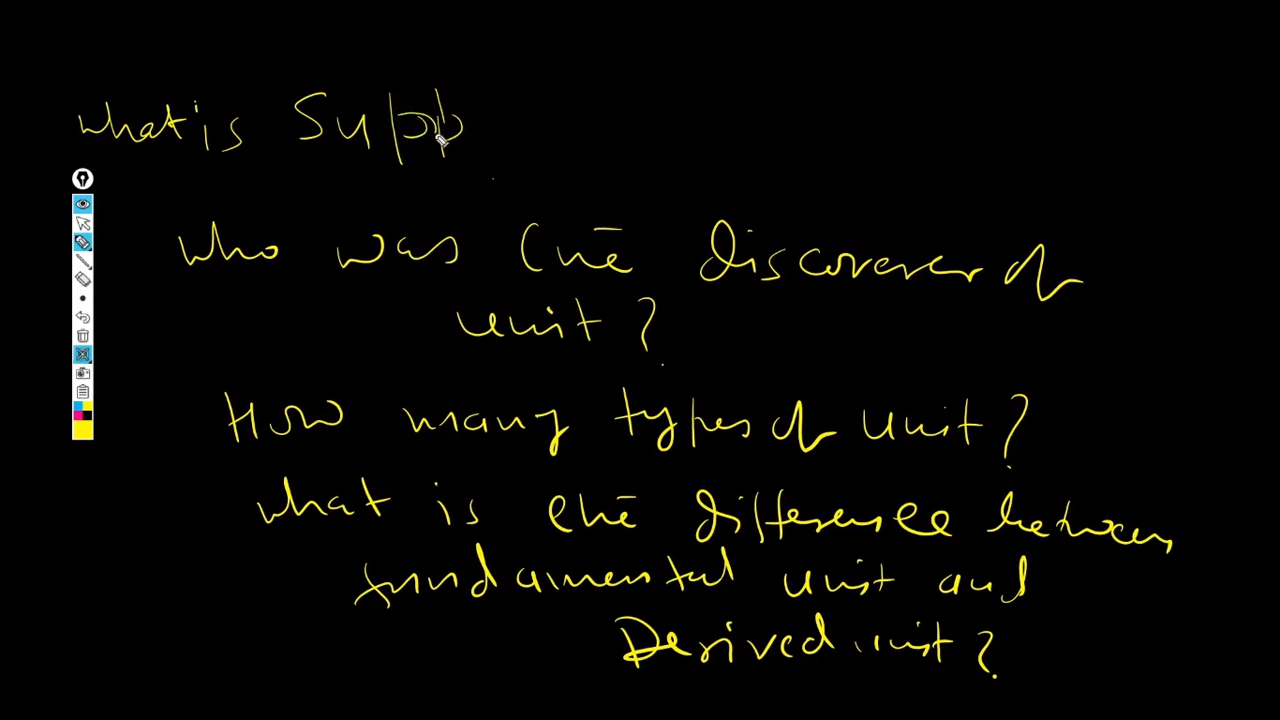 what is Supp
who was the discoverer of
unit?
How many types of unit?
what is the difference between
fundamental unit and
Derived unit?